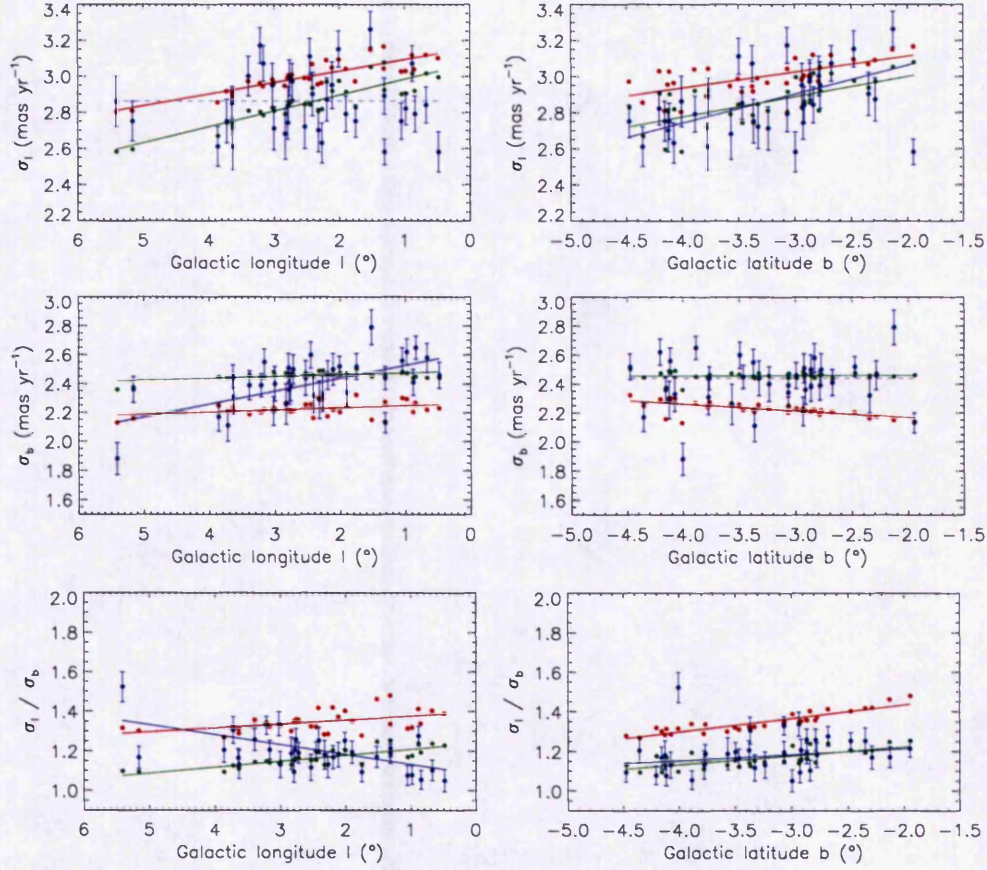 3.4
3.2
3.0
2.8
2.6
2.4
2.2
σl (mas yr⁻¹)
6 5 4 3 2 1 0
Galactic longitude l (°)
3.4
3.2
3.0
2.8
2.6
2.4
2.2
σl (mas yr⁻¹)
−5.0 −4.5 −4.0 −3.5 −3.0 −2.5 −2.0 −1.5
Galactic latitude b (°)
3.0
2.8
2.6
2.4
2.2
2.0
1.8
1.6
σb (mas yr⁻¹)
6 5 4 3 2 1 0
Galactic longitude l (°)
3.0
2.8
2.6
2.4
2.2
2.0
1.8
1.6
σb (mas yr⁻¹)
−5.0 −4.5 −4.0 −3.5 −3.0 −2.5 −2.0 −1.5
Galactic latitude b (°)
2.0
1.8
1.6
1.4
1.2
1.0
σl / σb
6 5 4 3 2 1 0
Galactic longitude l (°)
2.0
1.8
1.6
1.4
1.2
1.0
σl / σb
−5.0 −4.5 −4.0 −3.5 −3.0 −2.5 −2.0 −1.5
Galactic latitude b (°)